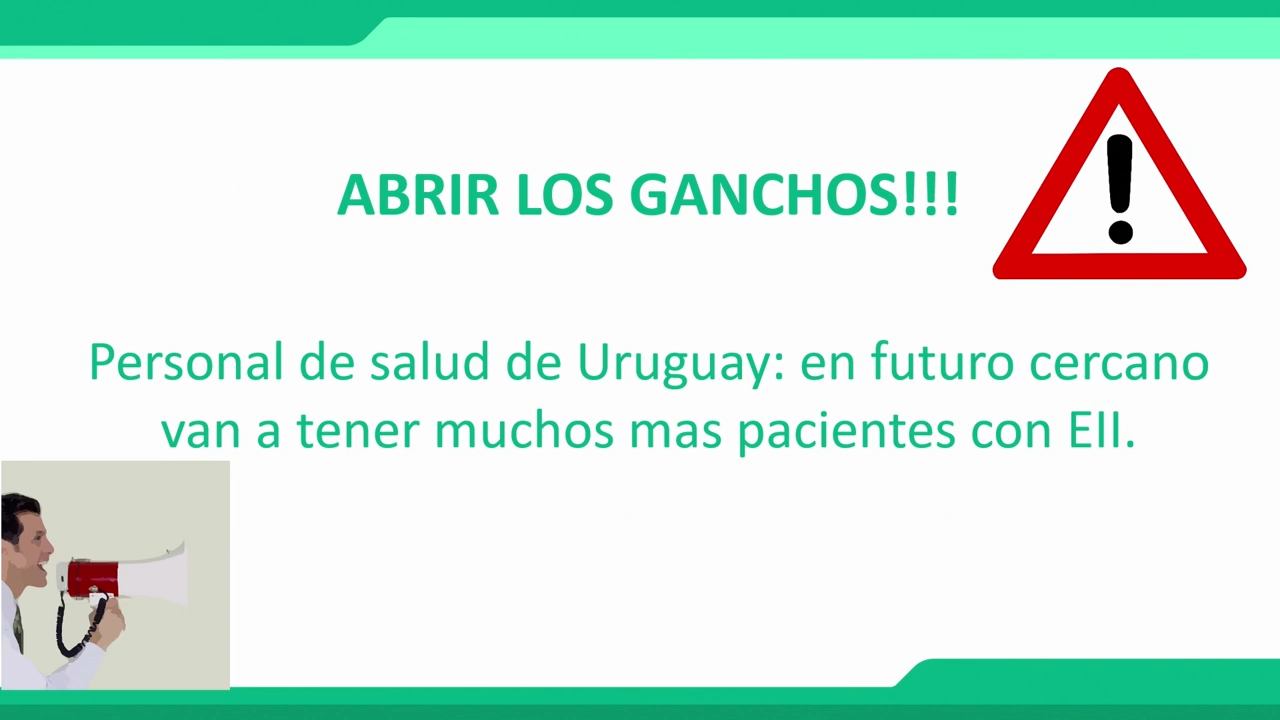 ABRIR LOS GANCHOS!!!
Personal de salud de Uruguay: en futuro cercano
van a tener muchos mas pacientes con EII.